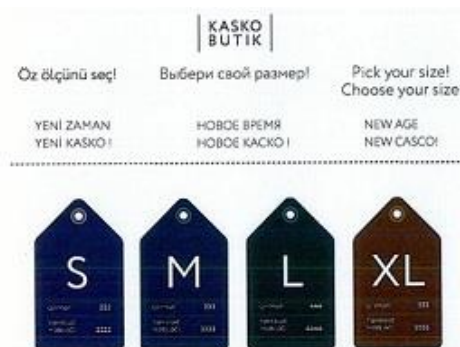 KASKO
BUTIK
Öz ölçünü seç!
Выбери свой размер!
Pick your size!
Choose your size
YENİ ZAMAN
YENİ KASKO !
НОВОЕ ВРЕМЯ
НОВОЕ КАСКО !
NEW AGE
NEW CASCO!
S
M
L
XL